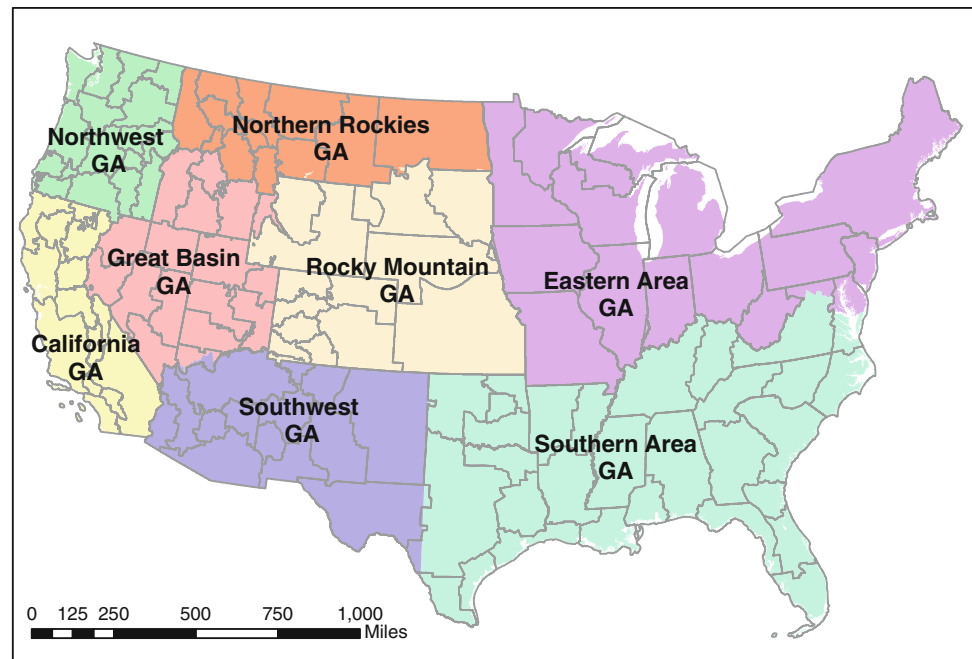 Northwest
GA
Northern Rockies
GA
Great Basin
GA
Rocky Mountain
GA
Eastern Area
GA
California
GA
Southwest
GA
Southern Area
GA
0 125 250 500 750 1,000
Miles